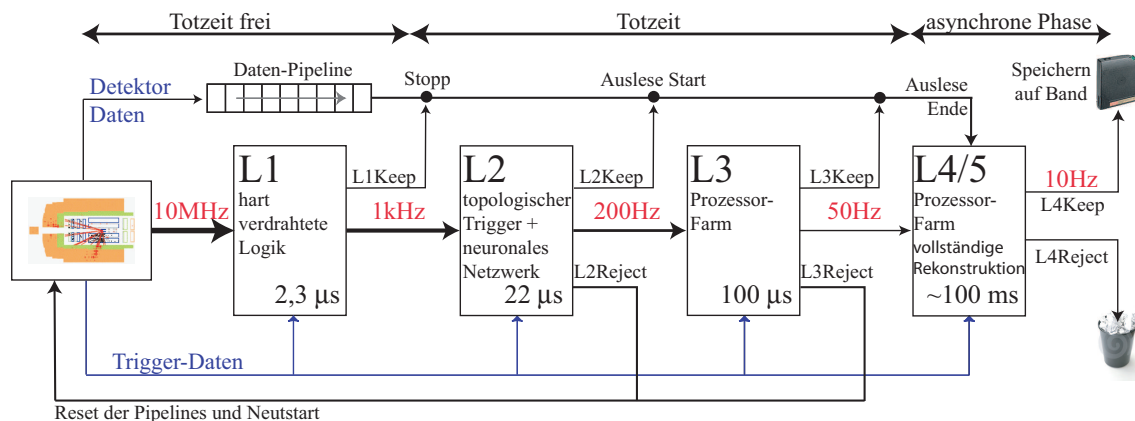 Totzeit frei
Totzeit
asynchrone Phase
Daten-Pipeline
Stopp
Auslese Start
Auslese
Ende
Speichern
auf Band
Detektor
Daten
L1
hart
verdrahtete
Logik
2,3 µs
L1Keep
L2
topologischer
Trigger +
neuronales
Netzwerk
22 µs
L2Keep
L2Reject
L3
Prozessor-
Farm
100 µs
L3Keep
L3Reject
L4/5
Prozessor-
Farm
vollständige
Rekonstruktion
~100 ms
10MHz
1kHz
200Hz
50Hz
10Hz
L4Keep
L4Reject
Trigger-Daten
Reset der Pipelines und Neutstart